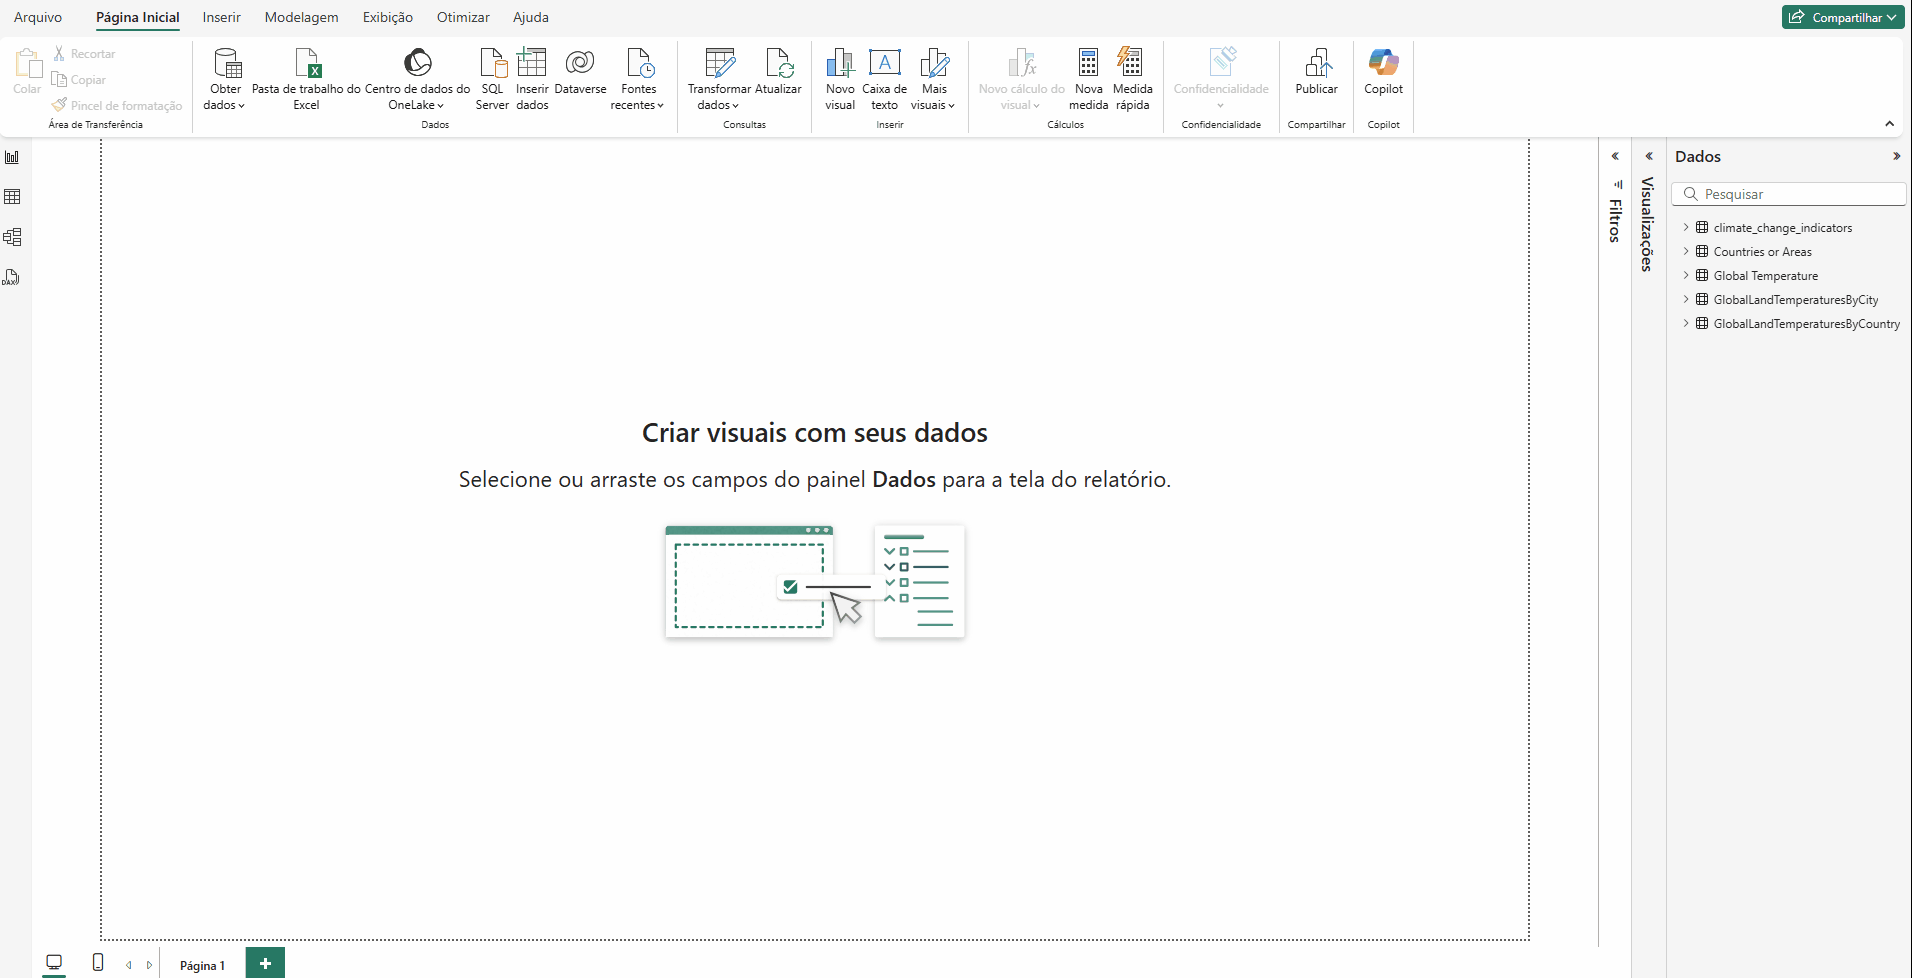 Arquivo
Página Inicial
Inserir
Modelagem
Exibição
Otimizar
Ajuda
Compartilhar
Colar
Recortar
Copiar
Pincel de formatação
Área de Transferência
Obter
dados
Pasta de trabalho do
Excel
Centro de dados do
OneLake
SQL
Server
Inserir
dados
Dataverse
Fontes
recentes
Dados
Transformar
dados
Atualizar
Consultas
Novo
visual
Caixa de
texto
Mais
visuais
Inserir
Novo cálculo do
visual
Nova
medida
Medida
rápida
Cálculos
Confidencialidade
Confidencialidade
Publicar
Compartilhar
Copilot
Copilot
Criar visuais com seus dados
Selecione ou arraste os campos do painel Dados para a tela do relatório.
Filtros
Visualizações
Dados
Pesquisar
climate_change_indicators
Countries or Areas
Global Temperature
GlobalLandTemperaturesByCity
GlobalLandTemperaturesByCountry
DAX
Página 1